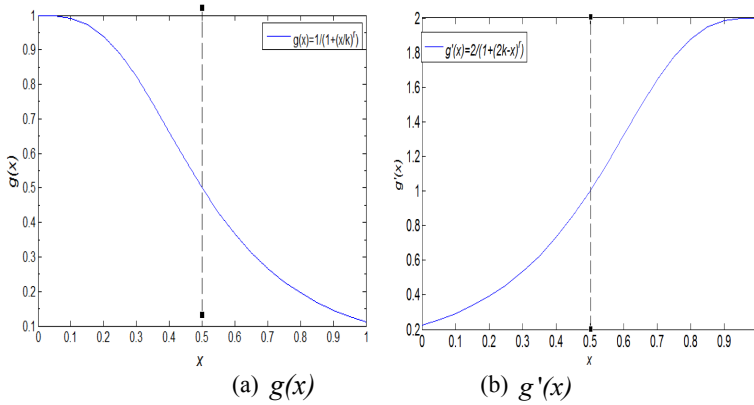 g(x)=1/(1+(x/k)^r)
1
0.9
0.8
0.7
0.6
0.5
0.4
0.3
0.2
0.1
g(x)
0 0.1 0.2 0.3 0.4 0.5 0.6 0.7 0.8 0.9 1
x
(a) g(x)
g'(x)=2/(1+(2k-x)^r)
2
1.8
1.6
1.4
1.2
1
0.8
0.6
0.4
0.2
g'(x)
0 0.1 0.2 0.3 0.4 0.5 0.6 0.7 0.8 0.9
x
(b) g'(x)